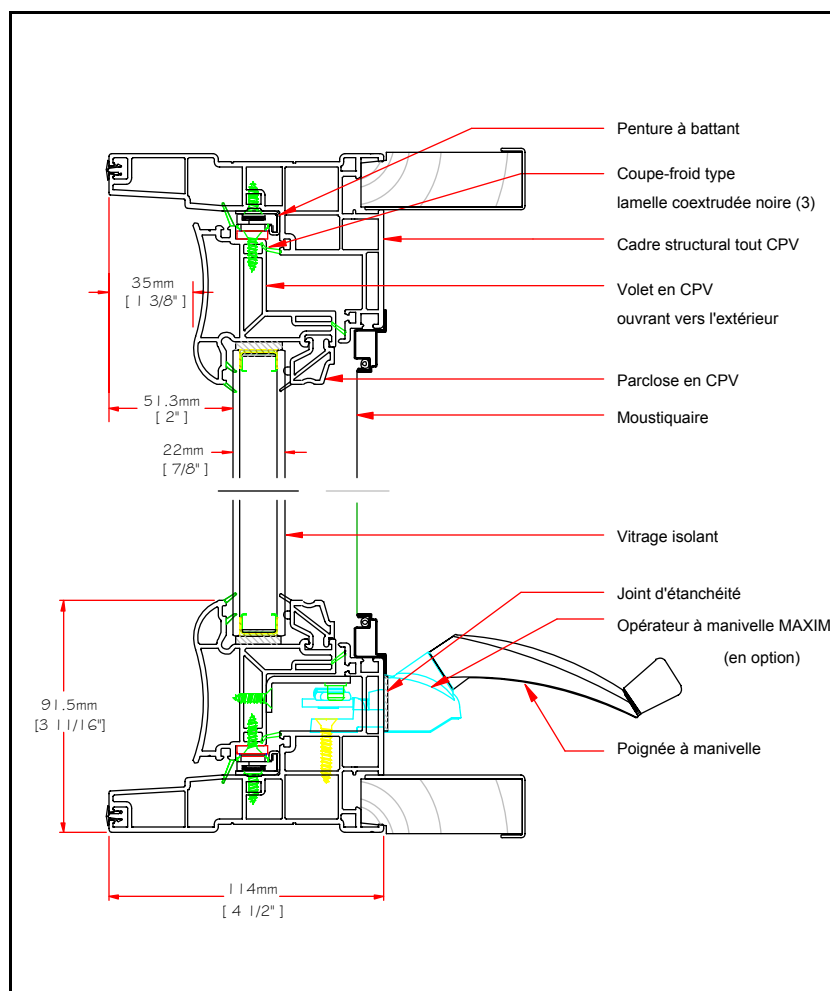 Penture à battant
Coupe-froid type
lamelle coextrudée noire (3)
Cadre structural tout CPV
35mm
[ 1 3/8" ]
Volet en CPV
ouvrant vers l'extérieur
Parclose en CPV
51.3mm
[ 2" ]
Moustiquaire
22mm
[ 7/8" ]
Vitrage isolant
Joint d'étanchéité
Opérateur à manivelle MAXIM
(en option)
91.5mm
[3 11/16"]
Poignée à manivelle
114mm
[ 4 1/2" ]